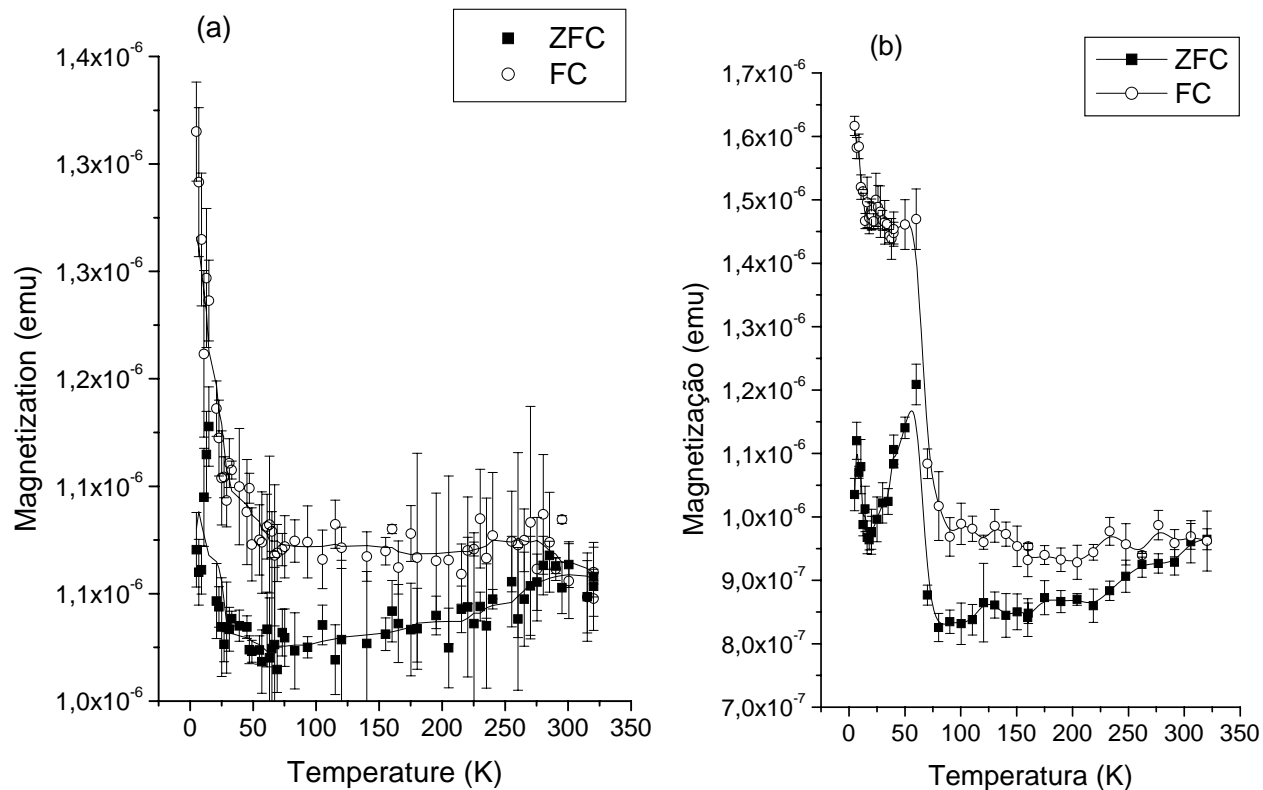 (a)
ZFC
FC
1,4x10⁻⁶
1,3x10⁻⁶
1,3x10⁻⁶
1,2x10⁻⁶
1,1x10⁻⁶
1,1x10⁻⁶
1,0x10⁻⁶
Magnetization (emu)
0 50 100 150 200 250 300 350
Temperature (K)
(b)
ZFC
FC
1,7x10⁻⁶
1,6x10⁻⁶
1,5x10⁻⁶
1,4x10⁻⁶
1,3x10⁻⁶
1,2x10⁻⁶
1,1x10⁻⁶
1,0x10⁻⁶
9,0x10⁻⁷
8,0x10⁻⁷
7,0x10⁻⁷
Magnetização (emu)
0 50 100 150 200 250 300 350
Temperatura (K)